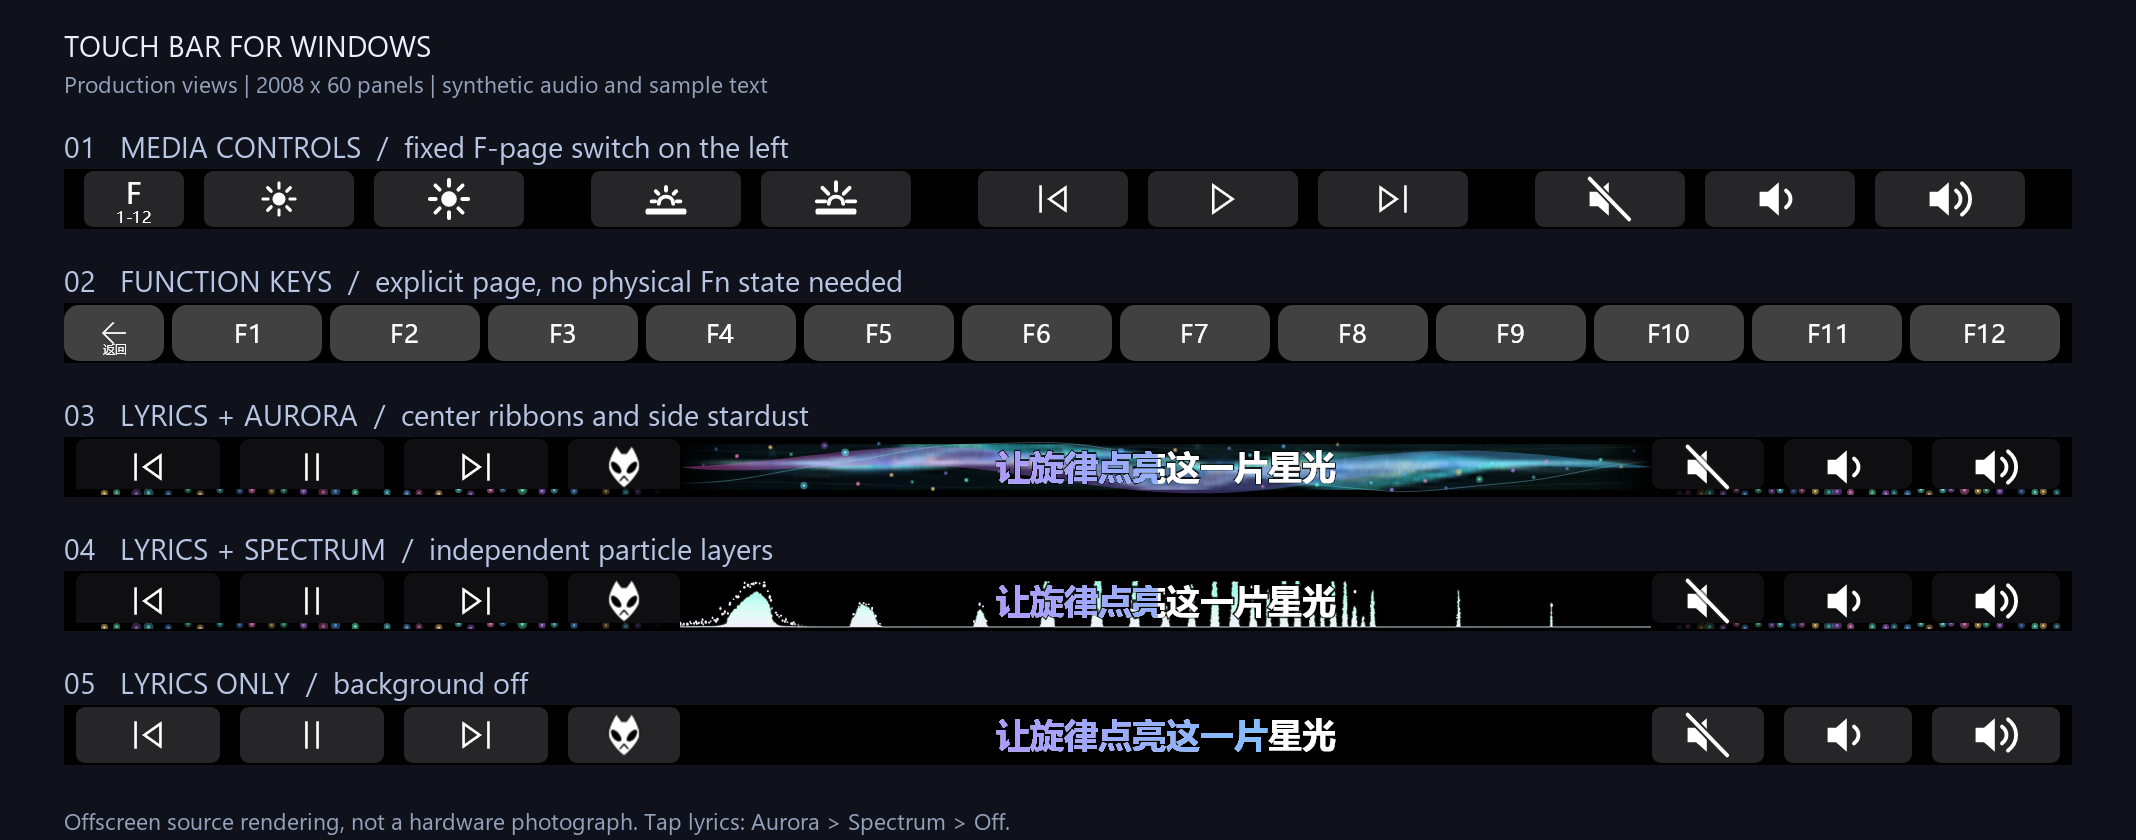 TOUCH BAR FOR WINDOWS
Production views | 2008 x 60 panels | synthetic audio and sample text
01 MEDIA CONTROLS / fixed F-page switch on the left
F
1-12
02 FUNCTION KEYS / explicit page, no physical Fn state needed
返回 F1 F2 F3 F4 F5 F6 F7 F8 F9 F10 F11 F12
03 LYRICS + AURORA / center ribbons and side stardust
让旋律点亮这一片星光
04 LYRICS + SPECTRUM / independent particle layers
让旋律点亮这一片星光
05 LYRICS ONLY / background off
让旋律点亮这一片星光
Offscreen source rendering, not a hardware photograph. Tap lyrics: Aurora > Spectrum > Off.